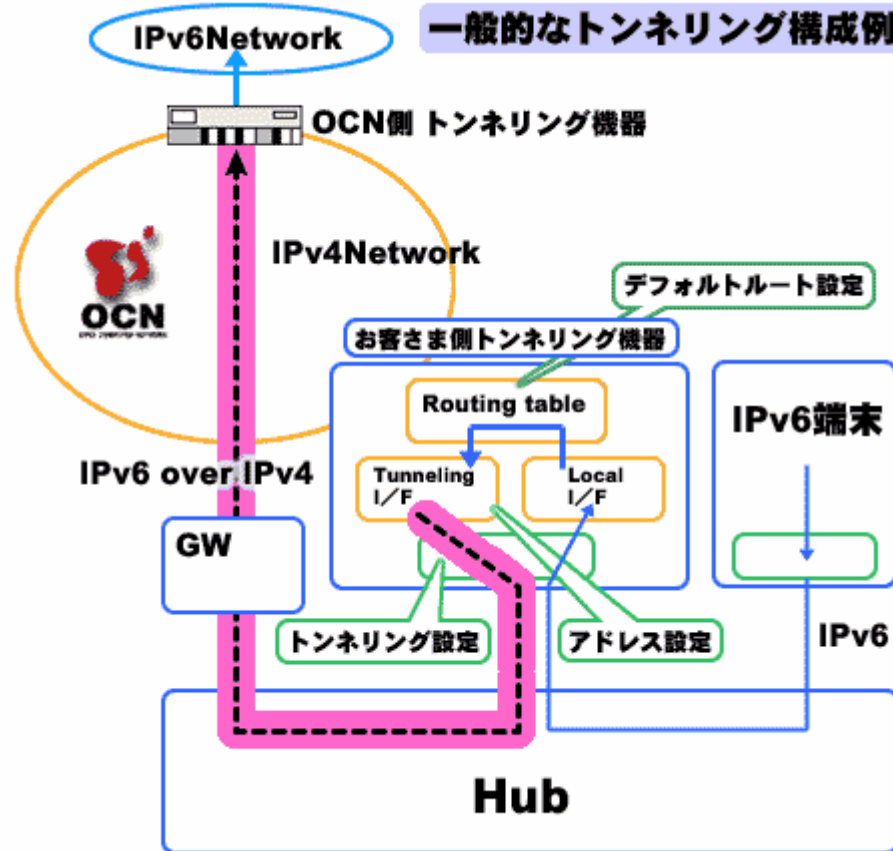 一般的なトンネリング構成例
IPv6Network
OCN側 トンネリング機器
IPv4Network
OCN
デフォルトルート設定
お客さま側トンネリング機器
Routing table
IPv6端末
IPv6 over IPv4
Tunneling
I/F
Local
I/F
GW
トンネリング設定
アドレス設定
IPv6
Hub